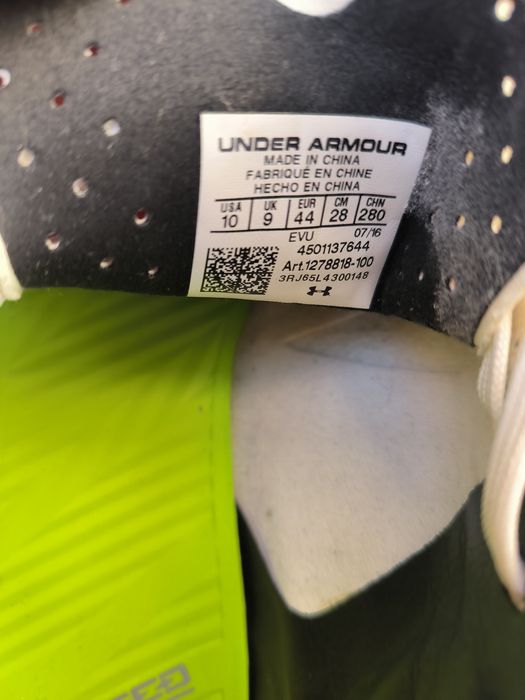 UNDER ARMOUR
MADE IN CHINA
FABRIQUÉ EN CHINE
HECHO EN CHINA
USA UK EUR CM CHN
10 9 44 28 280
EVU 07/16
4501137644
Art.1278818-100
3RJ65L4300148